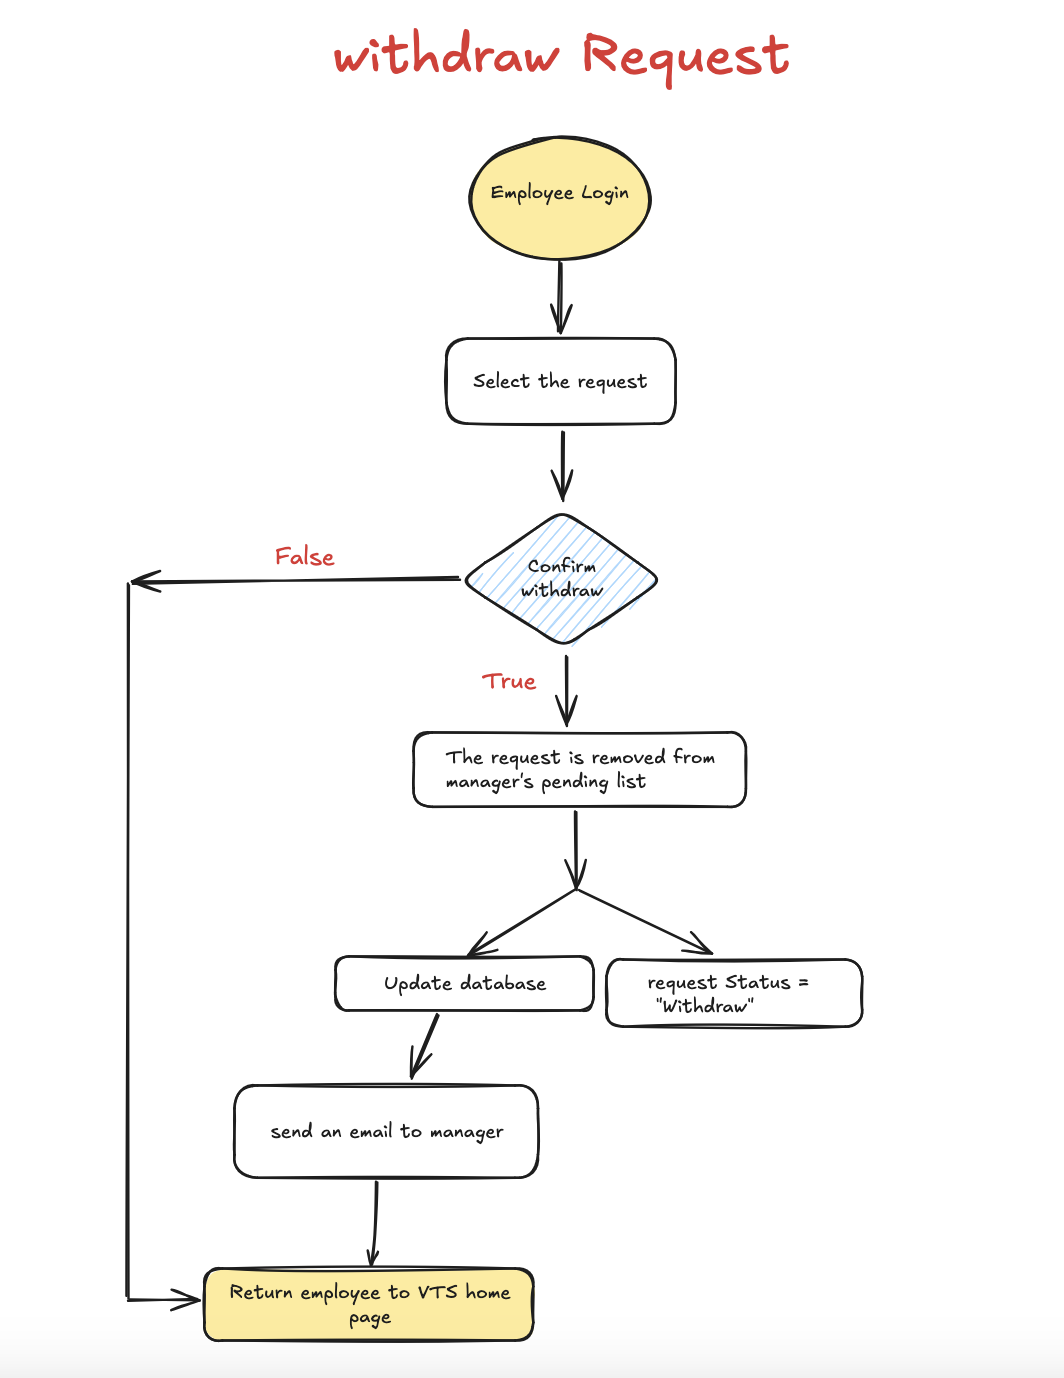 withdraw Request
Employee Login
Select the request
Confirm
withdraw
False
True
The request is removed from
manager's pending list
Update database
request Status =
"Withdraw"
send an email to manager
Return employee to VTS home
page